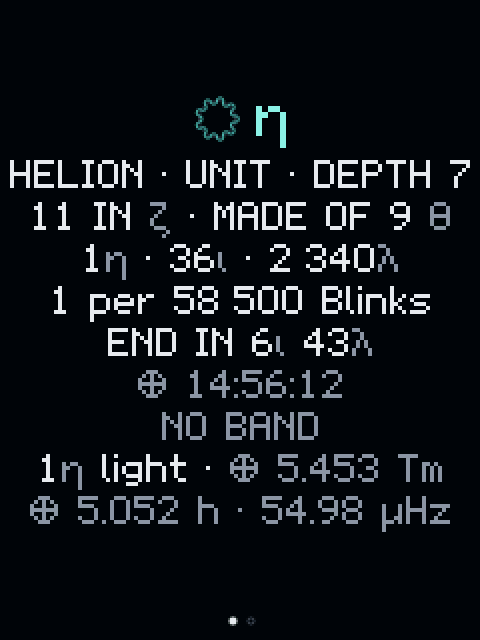 η
HELION · UNIT · DEPTH 7
11 IN ζ · MADE OF 9 θ
1η · 36ι · 2 340λ
1 per 58 500 Blinks
END IN 6ι 43λ
⊕ 14:56:12
NO BAND
1η light · ⊕ 5.453 Tm
⊕ 5.052 h · 54.98 µHz